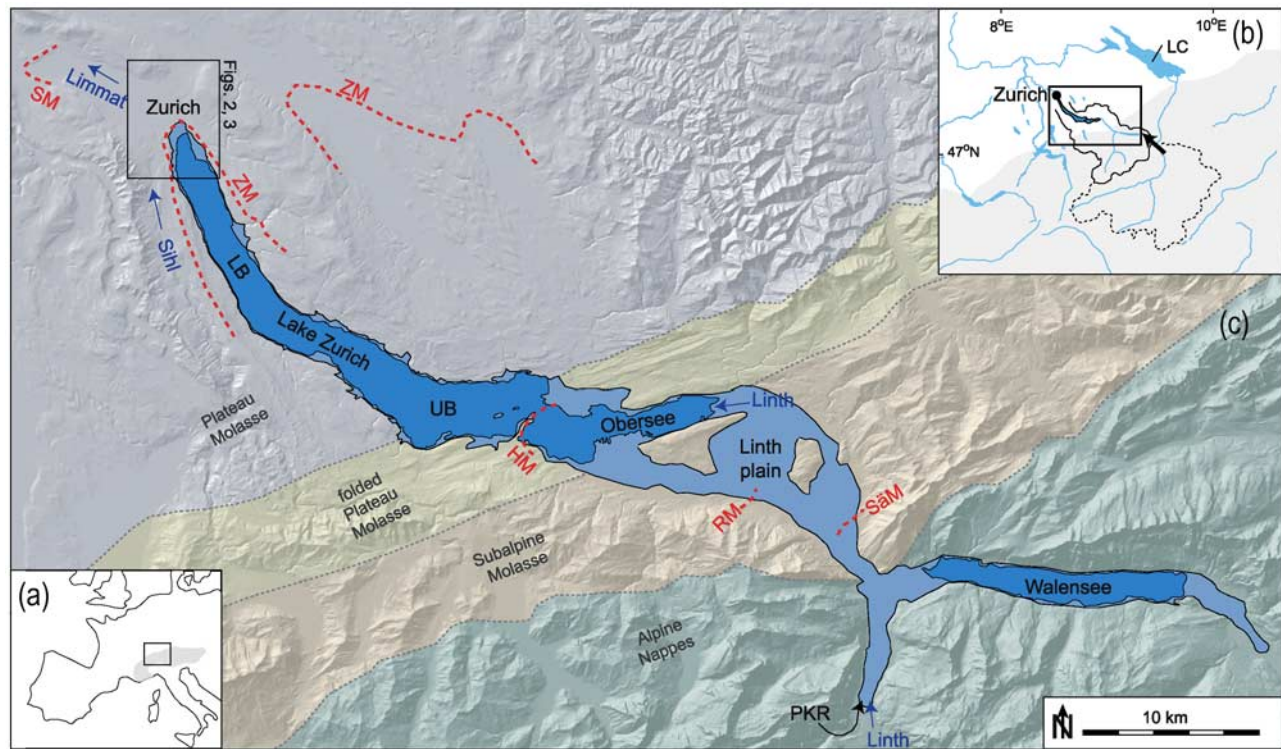 8°E
10°E
(b)
LC
Zurich
47°N
SM
Limmat
Zurich
Figs. 2, 3
ZM
ZM
Sihl
LB
Lake Zurich
(c)
Plateau
Molasse
UB
Obersee
Linth
HM
Linth
plain
folded
Plateau
Molasse
RM
SäM
Subalpine
Molasse
(a)
Walensee
Alpine
Nappes
PKR
Linth
N
10 km